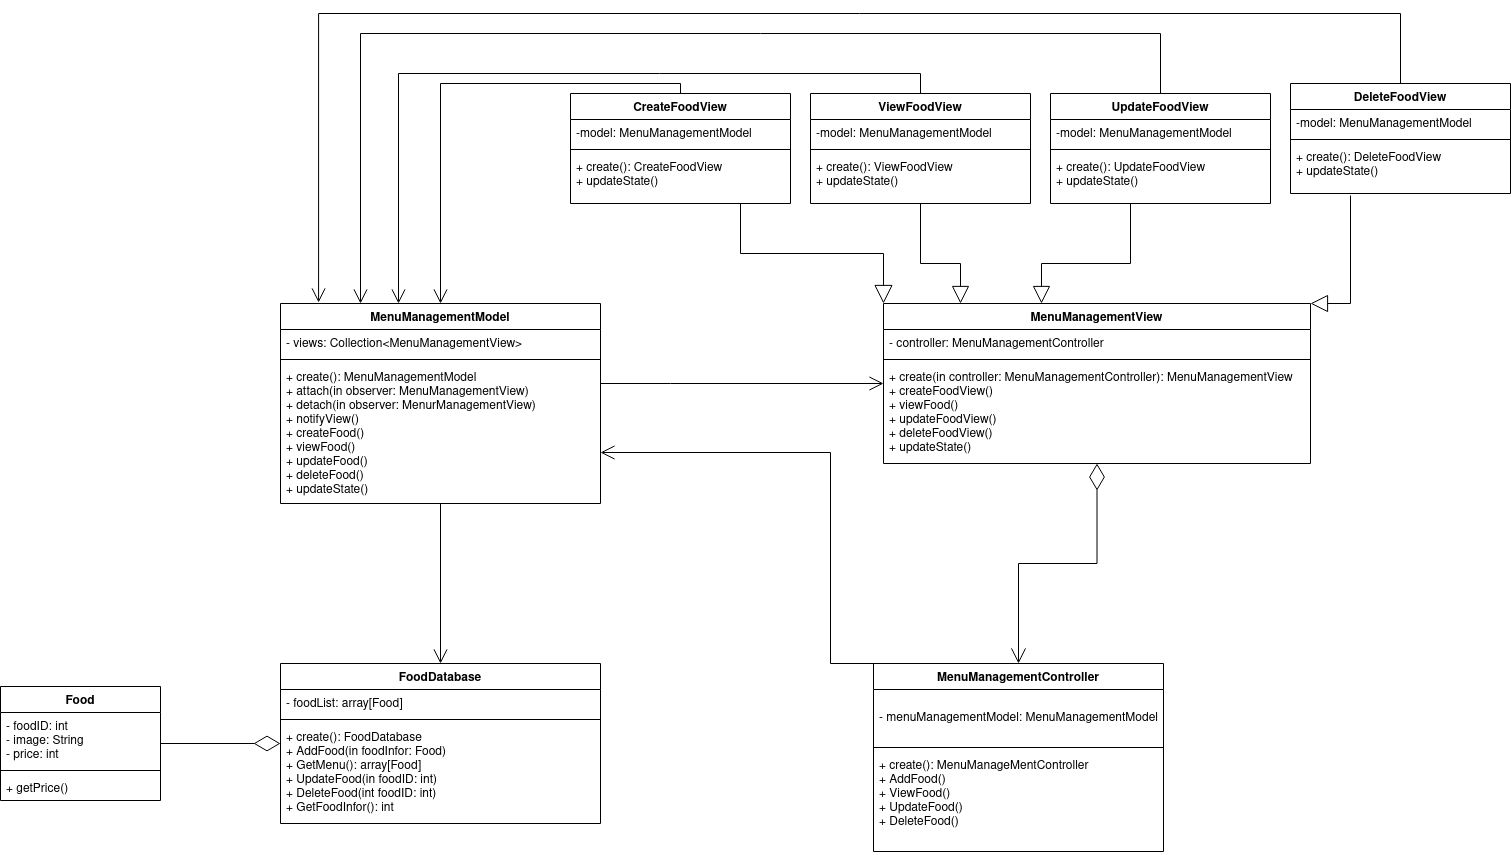 CreateFoodView
-model: MenuManagementModel
+ create(): CreateFoodView
+ updateState()
ViewFoodView
-model: MenuManagementModel
+ create(): ViewFoodView
+ updateState()
UpdateFoodView
-model: MenuManagementModel
+ create(): UpdateFoodView
+ updateState()
DeleteFoodView
-model: MenuManagementModel
+ create(): DeleteFoodView
+ updateState()
MenuManagementModel
- views: Collection<MenuManagementView>
+ create(): MenuManagementModel
+ attach(in observer: MenuManagementView)
+ detach(in observer: MenurManagementView)
+ notifyView()
+ createFood()
+ viewFood()
+ updateFood()
+ deleteFood()
+ updateState()
MenuManagementView
- controller: MenuManagementController
+ create(in controller: MenuManagementController): MenuManagementView
+ createFoodView()
+ viewFood()
+ updateFoodView()
+ deleteFoodView()
+ updateState()
Food
- foodID: int
- image: String
- price: int
+ getPrice()
FoodDatabase
- foodList: array[Food]
+ create(): FoodDatabase
+ AddFood(in foodInfor: Food)
+ GetMenu(): array[Food]
+ UpdateFood(in foodID: int)
+ DeleteFood(int foodID: int)
+ GetFoodInfor(): int
MenuManagementController
- menuManagementModel: MenuManagementModel
+ create(): MenuManageMentController
+ AddFood()
+ ViewFood()
+ UpdateFood()
+ DeleteFood()